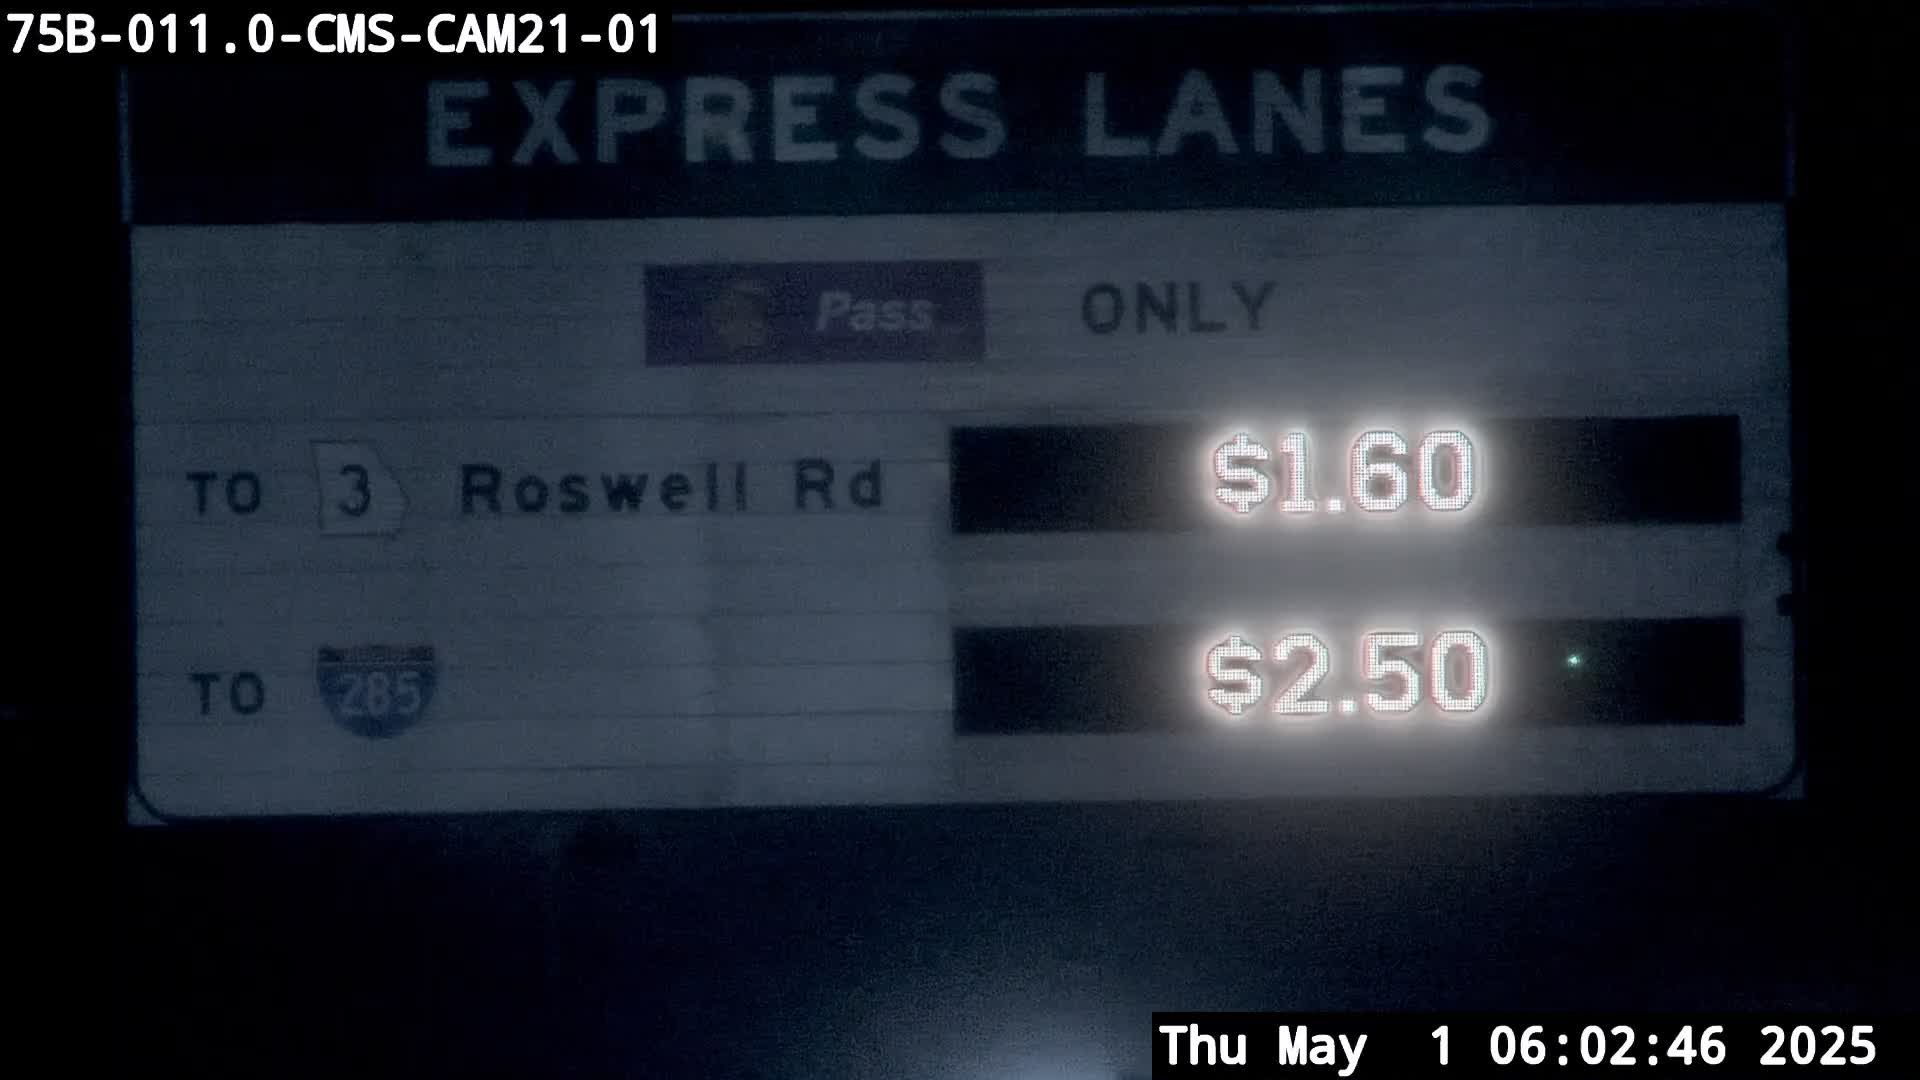 75B-011.0-CMS-CAM21-01
EXPRESS LANES
Pass ONLY
TO 3 Roswell Rd $1.60
TO 285 $2.50
Thu May 1 06:02:46 2025